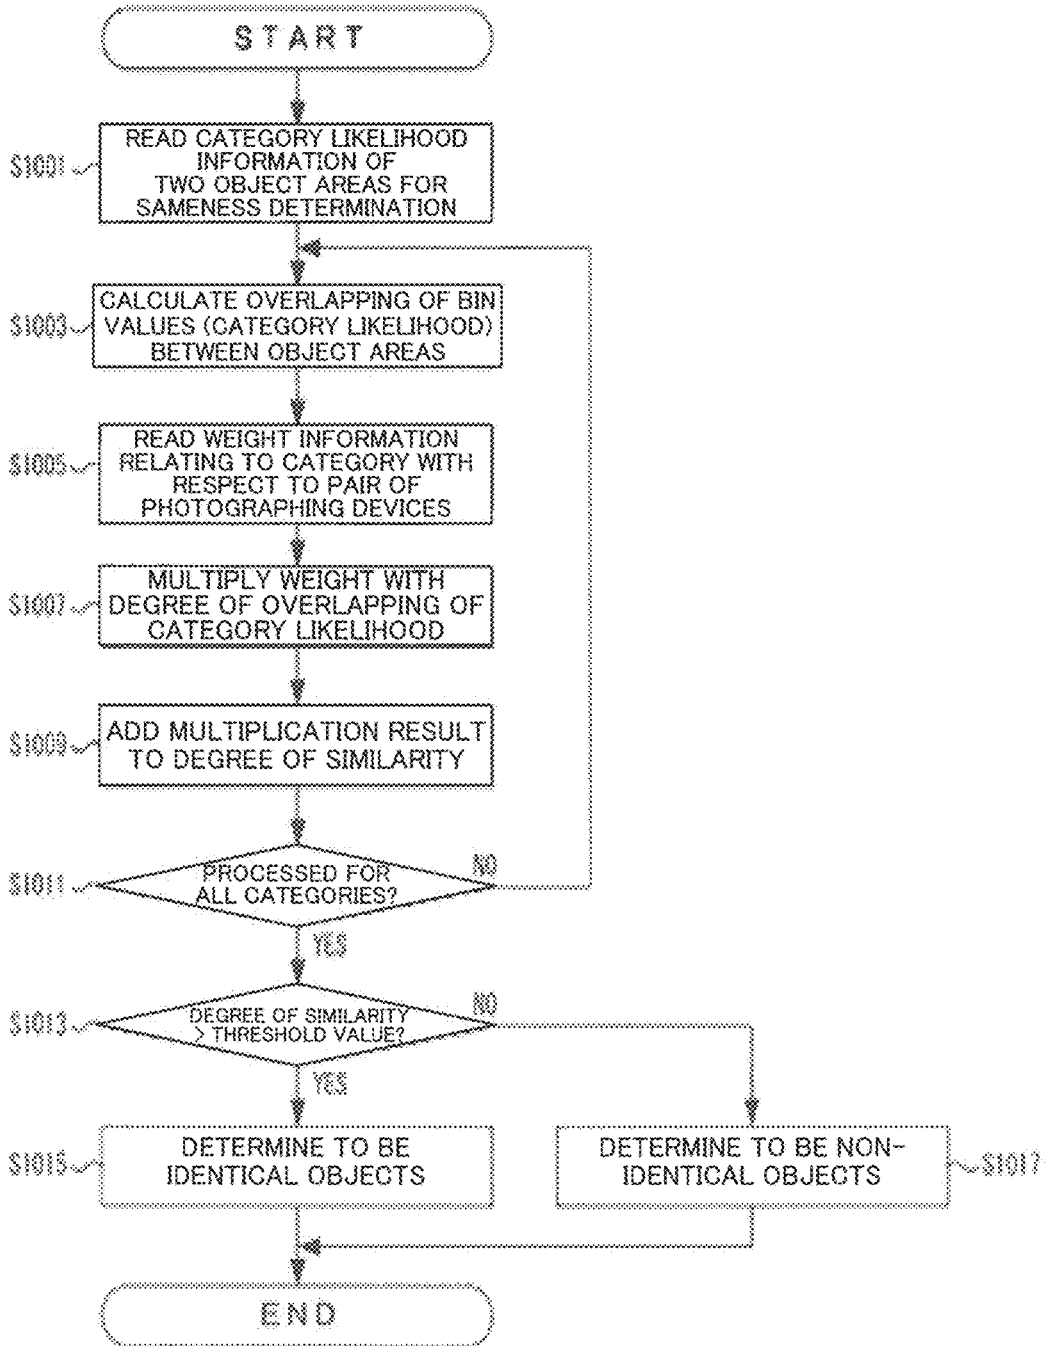 START
S1001
READ CATEGORY LIKELIHOOD
INFORMATION OF
TWO OBJECT AREAS FOR
SAMENESS DETERMINATION
S1003
CALCULATE OVERLAPPING OF BIN
VALUES (CATEGORY LIKELIHOOD)
BETWEEN OBJECT AREAS
S1005
READ WEIGHT INFORMATION
RELATING TO CATEGORY WITH
RESPECT TO PAIR OF
PHOTOGRAPHING DEVICES
S1007
MULTIPLY WEIGHT WITH
DEGREE OF OVERLAPPING OF
CATEGORY LIKELIHOOD
S1009
ADD MULTIPLICATION RESULT
TO DEGREE OF SIMILARITY
S1011
PROCESSED FOR
ALL CATEGORIES?
NO
YES
S1013
DEGREE OF SIMILARITY
> THRESHOLD VALUE?
NO
YES
S1015
DETERMINE TO BE
IDENTICAL OBJECTS
DETERMINE TO BE NON-
IDENTICAL OBJECTS
S1017
END